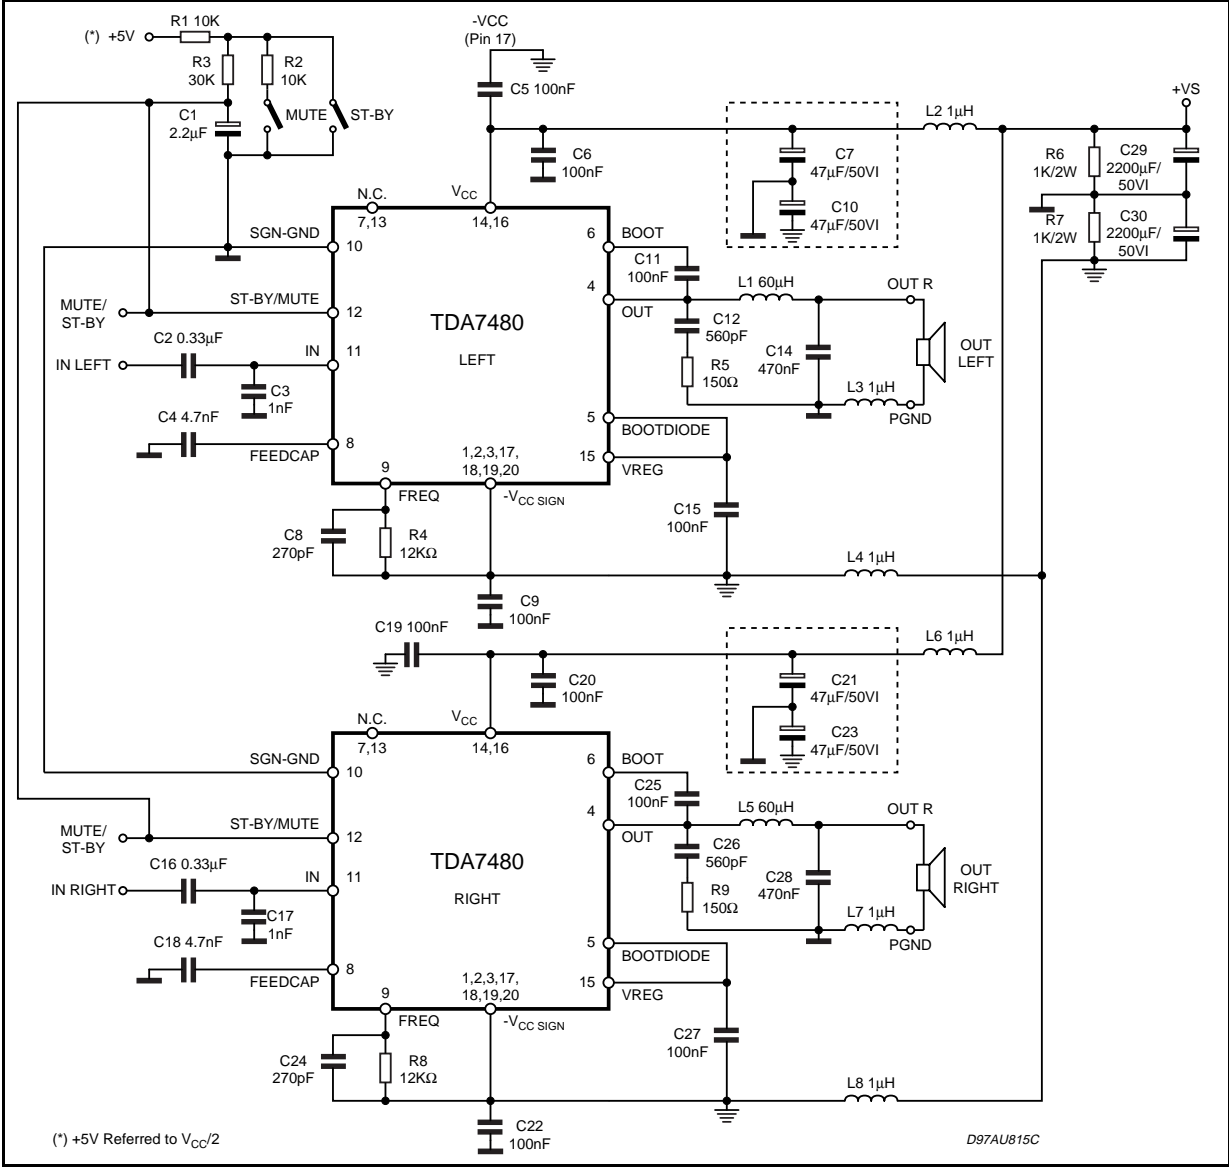 R1 10K
(*) +5V
R3
30K
R2
10K
C1
2.2µF
MUTE
ST-BY
-VCC
(Pin 17)
C5 100nF
C6
100nF
C7
47µF/50Vl
C10
47µF/50Vl
L2 1µH
+VS
R6
1K/2W
C29
2200µF/
50Vl
R7
1K/2W
C30
2200µF/
50Vl
N.C.
7,13
VCC
14,16
SGN-GND
10
MUTE/
ST-BY
ST-BY/MUTE
12
C2 0.33µF
IN LEFT
IN
11
C3
1nF
C4 4.7nF
8
FEEDCAP
TDA7480
LEFT
6
BOOT
C11
100nF
4
OUT
L1 60µH
OUT R
C12
560pF
R5
150Ω
C14
470nF
OUT
LEFT
L3 1µH
PGND
5
BOOTDIODE
15
VREG
1,2,3,17,
18,19,20
9
FREQ
-VCC SIGN
C8
270pF
R4
12KΩ
C15
100nF
L4 1µH
C9
100nF
C19 100nF
C20
100nF
C21
47µF/50Vl
C23
47µF/50Vl
L6 1µH
N.C.
7,13
VCC
14,16
SGN-GND
10
MUTE/
ST-BY
ST-BY/MUTE
12
C16 0.33µF
IN RIGHT
IN
11
C17
1nF
C18 4.7nF
8
FEEDCAP
TDA7480
RIGHT
6
BOOT
C25
100nF
4
OUT
L5 60µH
OUT R
C26
560pF
R9
150Ω
C28
470nF
OUT
RIGHT
L7 1µH
PGND
5
BOOTDIODE
15
VREG
1,2,3,17,
18,19,20
9
FREQ
-VCC SIGN
C24
270pF
R8
12KΩ
C27
100nF
L8 1µH
C22
100nF
(*) +5V Referred to VCC/2
D97AU815C